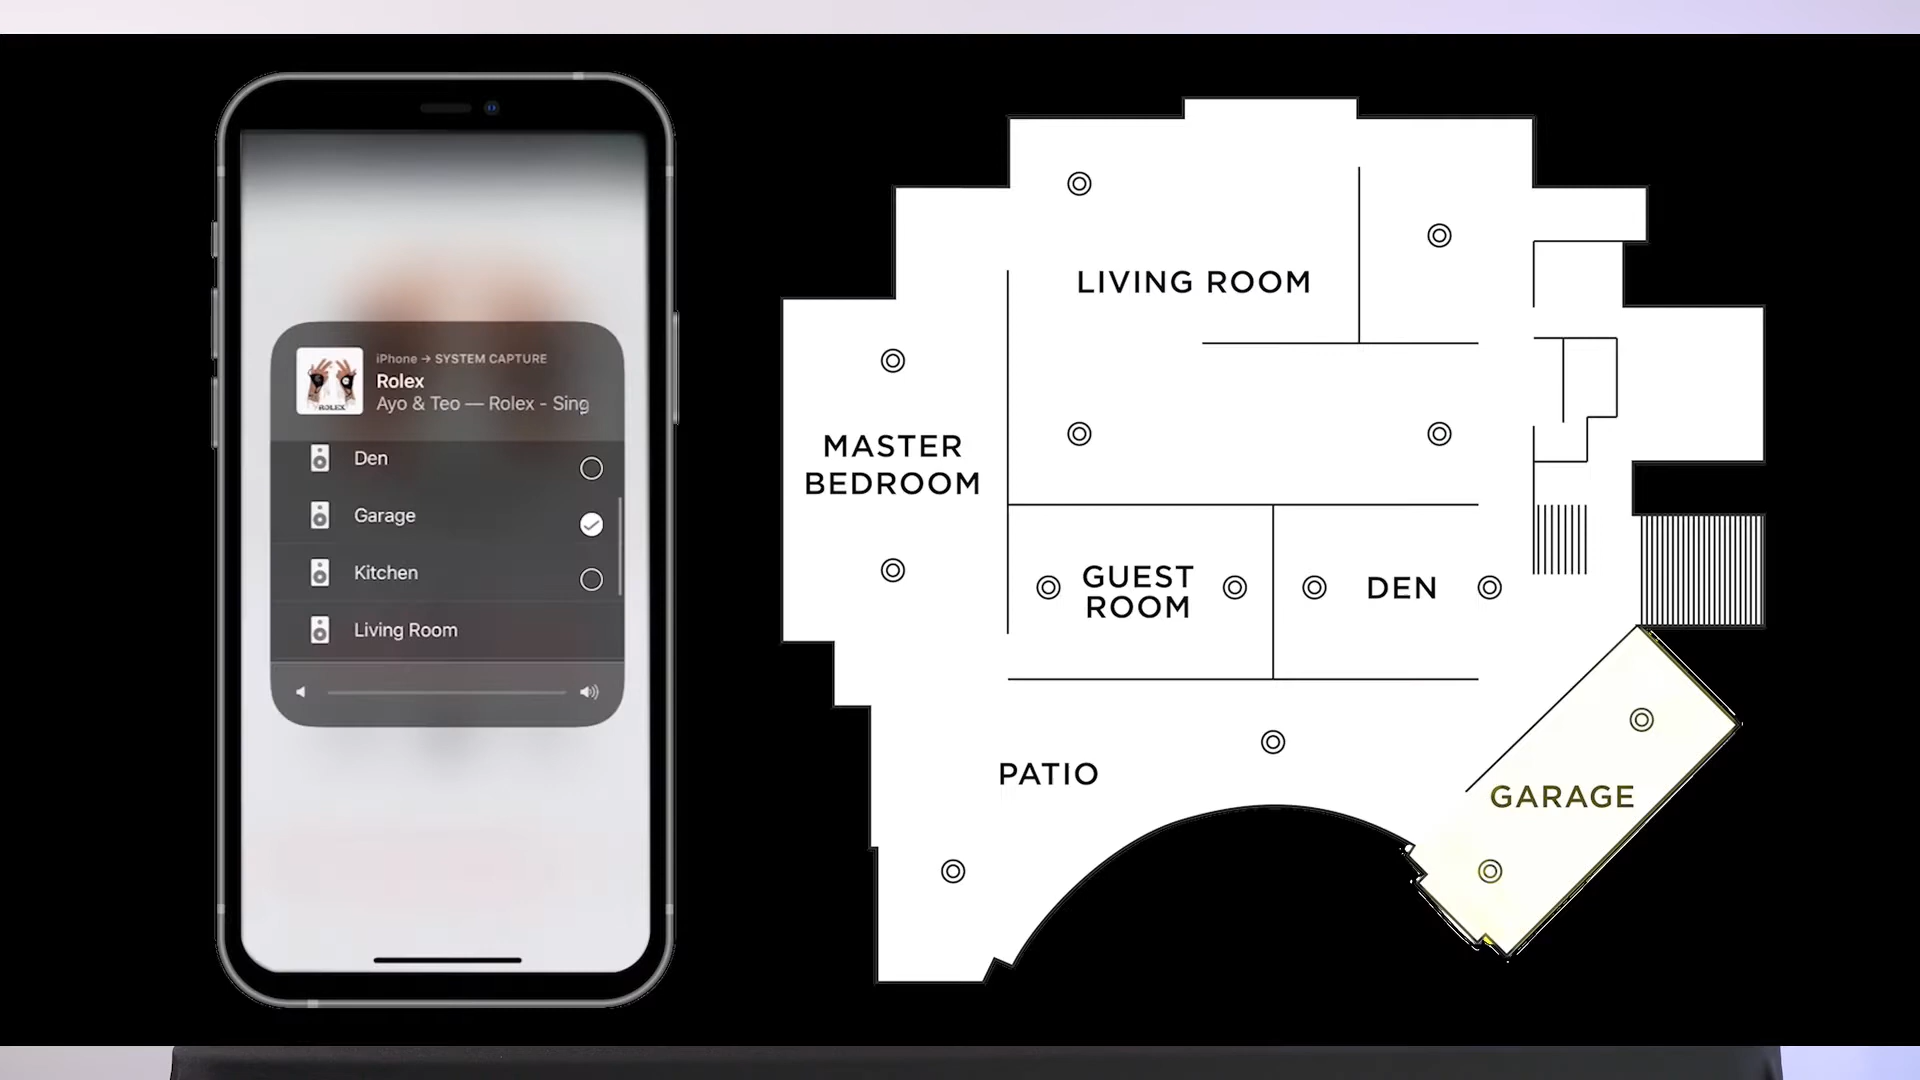 iPhone → SYSTEM CAPTURE
Rolex
Ayo & Teo — Rolex - Sing
ROLEX
Den
Garage
Kitchen
Living Room
LIVING ROOM
MASTER
BEDROOM
GUEST
ROOM
DEN
PATIO
GARAGE